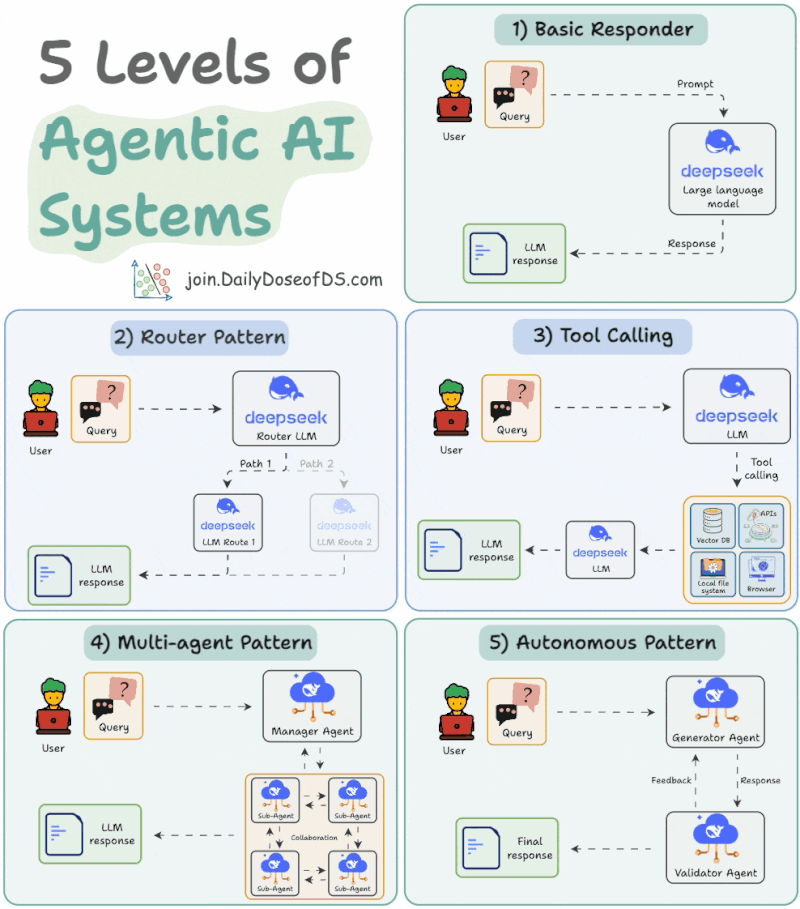 5 Levels of
Agentic AI
Systems
join.DailyDoseofDS.com
1) Basic Responder
User
?
Query
Prompt
deepseek
Large language
model
Response
LLM
response
2) Router Pattern
User
?
Query
deepseek
Router LLM
Path 1
Path 2
deepseek
LLM Route 1
deepseek
LLM Route 2
LLM
response
3) Tool Calling
User
?
Query
deepseek
LLM
Tool
calling
Vector DB
APIs
Local file
system
Browser
deepseek
LLM
LLM
response
4) Multi-agent Pattern
User
?
Query
Manager Agent
Sub-Agent
Sub-Agent
Collaboration
Sub-Agent
Sub-Agent
LLM
response
5) Autonomous Pattern
User
?
Query
Generator Agent
Feedback
Response
Validator Agent
Final
response